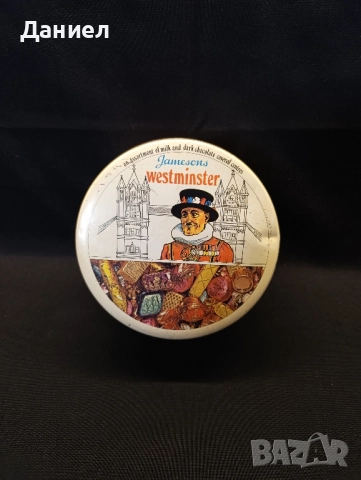 Даниел
an assortment of milk and dark chocolate covered centres
Jamesons
westminster
BAZAR